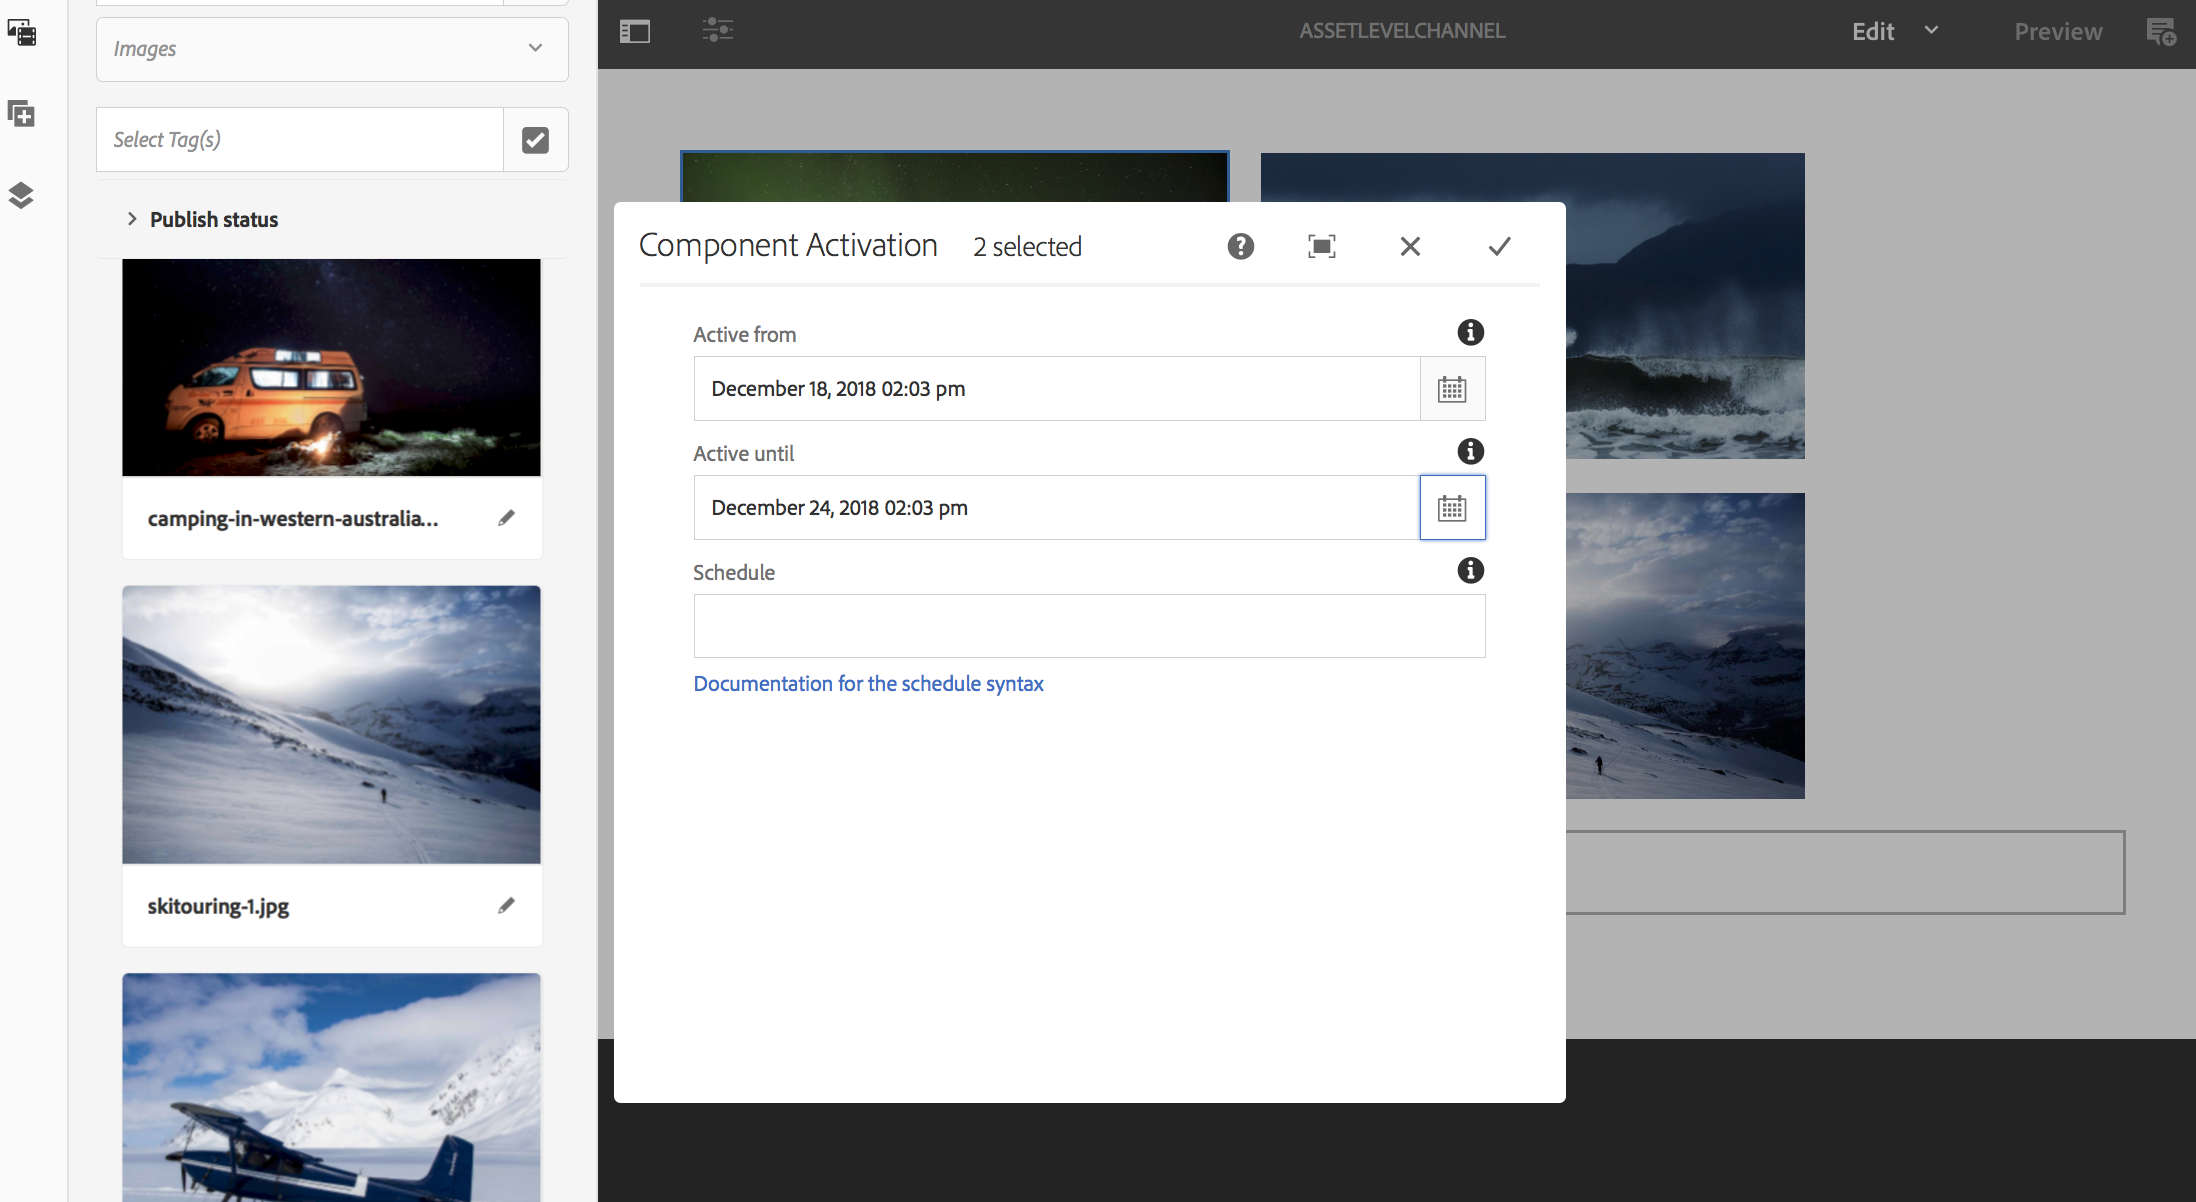 Images
Select Tag(s)
Publish status
camping-in-western-australia...
skitouring-1.jpg
ASSETLEVELCHANNEL
Edit
Preview
Component Activation 2 selected
Active from
December 18, 2018 02:03 pm
Active until
December 24, 2018 02:03 pm
Schedule
Documentation for the schedule syntax